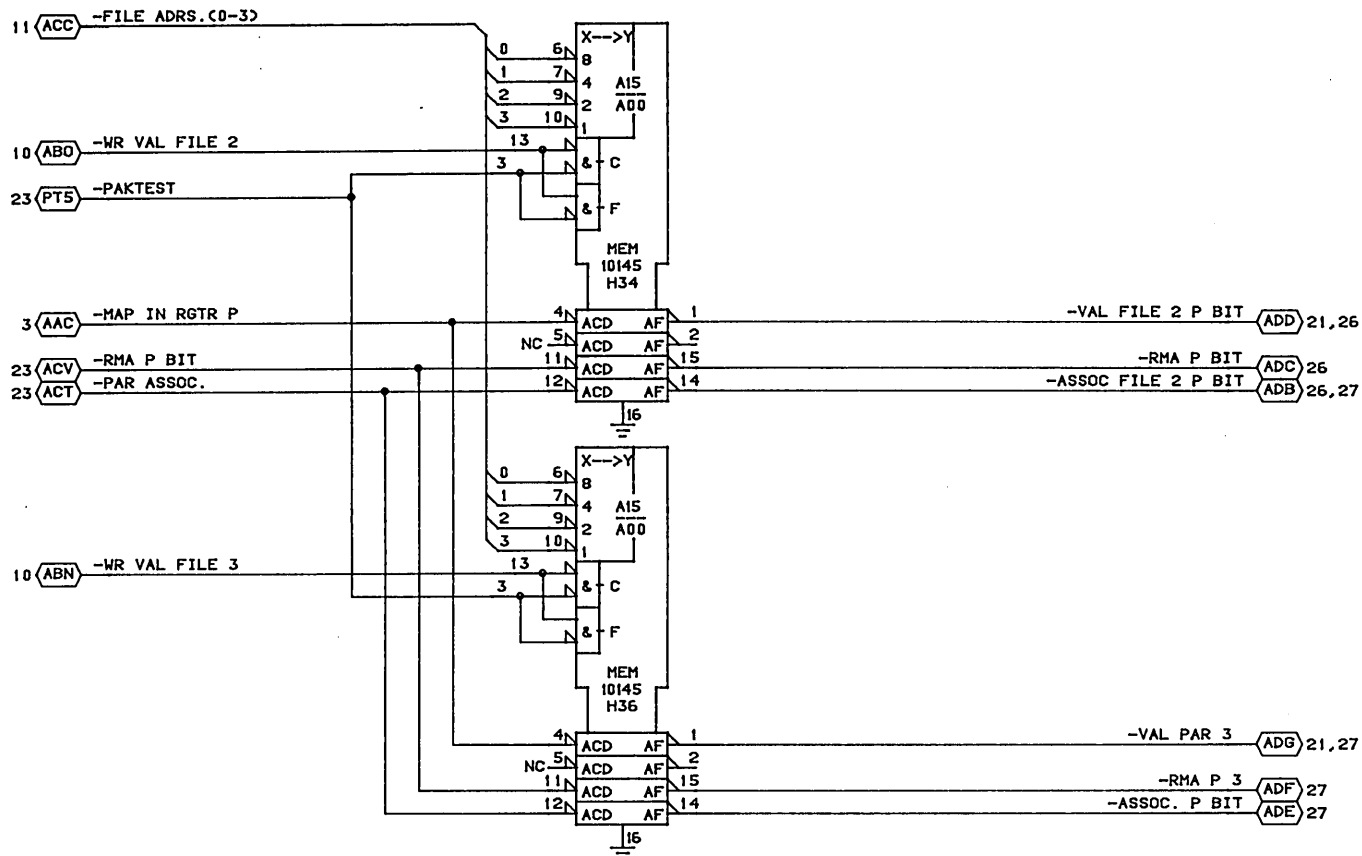 11 ACC -FILE ADRS.(0-3)
X-->Y
0 6 8
1 7 4 A15
2 9 2 A00
3 10 1
10 ABO -WR VAL FILE 2 13
3 & C
23 PT5 -PAKTEST
& F
MEM
10145
H34
3 AAC -MAP IN RGTR P 4 ACD AF 1 -VAL FILE 2 P BIT ADD 21,26
NC 5 ACD AF 2
23 ACV -RMA P BIT 11 ACD AF 15 -RMA P BIT ADC 26
23 ACT -PAR ASSOC. 12 ACD AF 14 -ASSOC FILE 2 P BIT ADB 26,27
16
X-->Y
0 6 8
1 7 4 A15
2 9 2 A00
3 10 1
10 ABN -WR VAL FILE 3 13
3 & C
& F
MEM
10145
H36
4 ACD AF 1 -VAL PAR 3 ADG 21,27
NC 5 ACD AF 2
11 ACD AF 15 -RMA P 3 ADF 27
12 ACD AF 14 -ASSOC. P BIT ADE 27
16